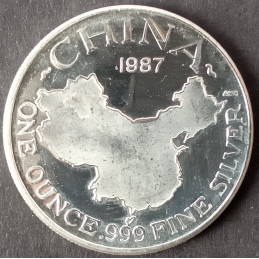 CHINA
1987
ONE OUNCE .999 FINE SILVER